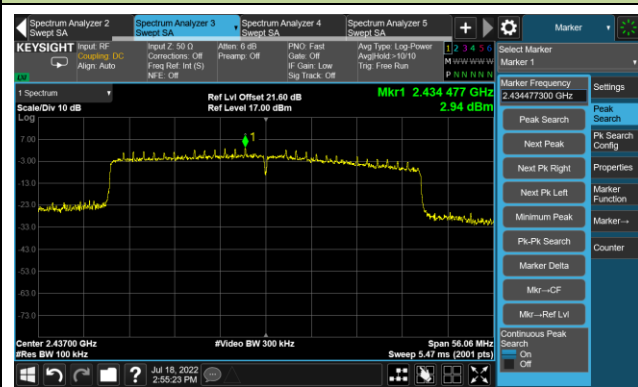 Spectrum Analyzer 2
Swept SA
Spectrum Analyzer 3
Swept SA
Spectrum Analyzer 4
Swept SA
Spectrum Analyzer 5
Swept SA
+
Marker
KEYSIGHT
Input: RF
Coupling: DC
Align: Auto
Input Z: 50 Ω
Corrections: Off
Freq Ref: Int (S)
NFE: Off
Atten: 6 dB
Preamp: Off
PNO: Fast
Gate: Off
IF Gain: Low
Sig Track: Off
Avg Type: Log-Power
Avg|Hold:>10/10
Trig: Free Run
1 2 3 4 5 6
M W W W W W
P N N N N N
Select Marker
Marker 1
1 Spectrum
Scale/Div 10 dB
Log
Ref Lvl Offset 21.60 dB
Ref Level 17.00 dBm
Mkr1 2.434 477 GHz
2.94 dBm
1
7.00
-3.00
-13.0
-23.0
-33.0
-43.0
-53.0
-63.0
-73.0
Center 2.43700 GHz
#Res BW 100 kHz
#Video BW 300 kHz
Span 56.06 MHz
Sweep 5.47 ms (2001 pts)
Marker Frequency
2.434477300 GHz
Peak Search
Next Peak
Next Pk Right
Next Pk Left
Minimum Peak
Pk-Pk Search
Marker Delta
Mkr→CF
Mkr→Ref Lvl
Continuous Peak
Search
On
Off
Settings
Peak
Search
Pk Search
Config
Properties
Marker
Function
Marker→
Counter
?
Jul 18, 2022
2:55:23 PM